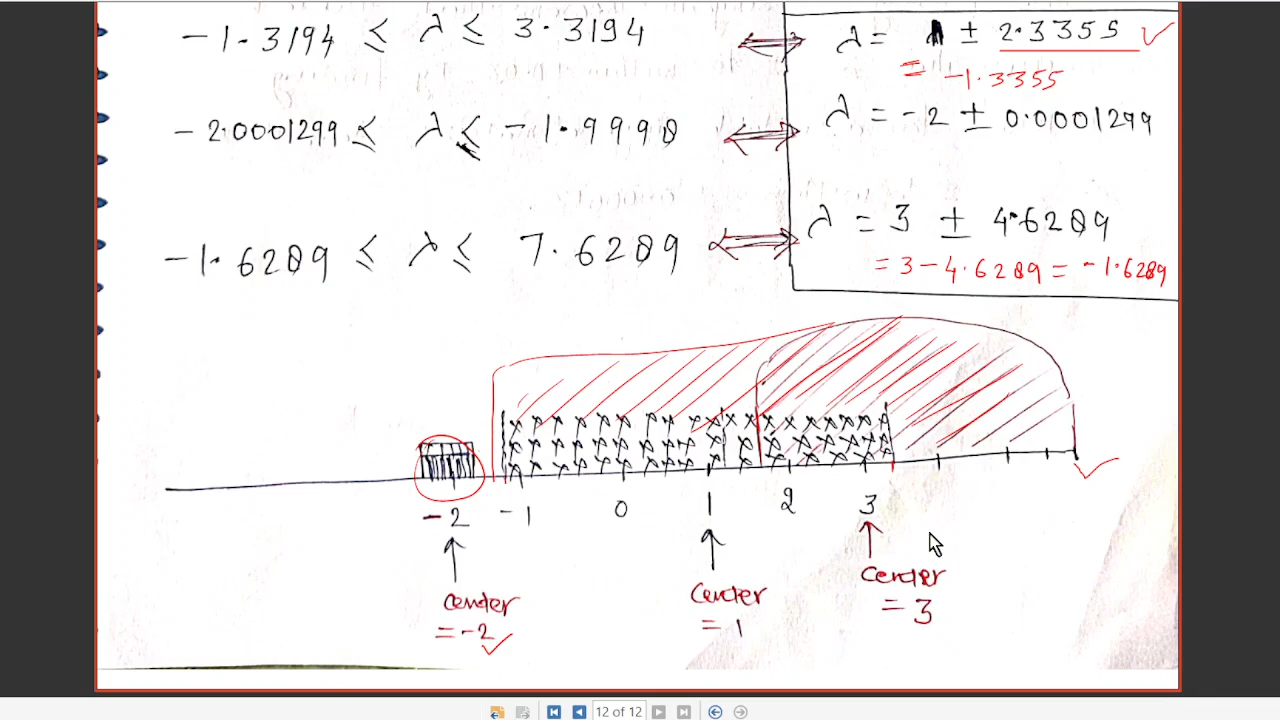 -1.3194 ≤ λ ≤ 3.3194
λ = 1 ± 2.3355 ✓
= -1.3355
-2.0001299 ≤ λ ≤ -1.9998
λ = -2 ± 0.0001299
-1.6289 ≤ λ ≤ 7.6289
λ = 3 ± 4.6289
= 3-4.6289 = -1.6289
-2 -1 0 1 2 3
center
= -2 ✓
center
= 1
center
= 3
12 of 12